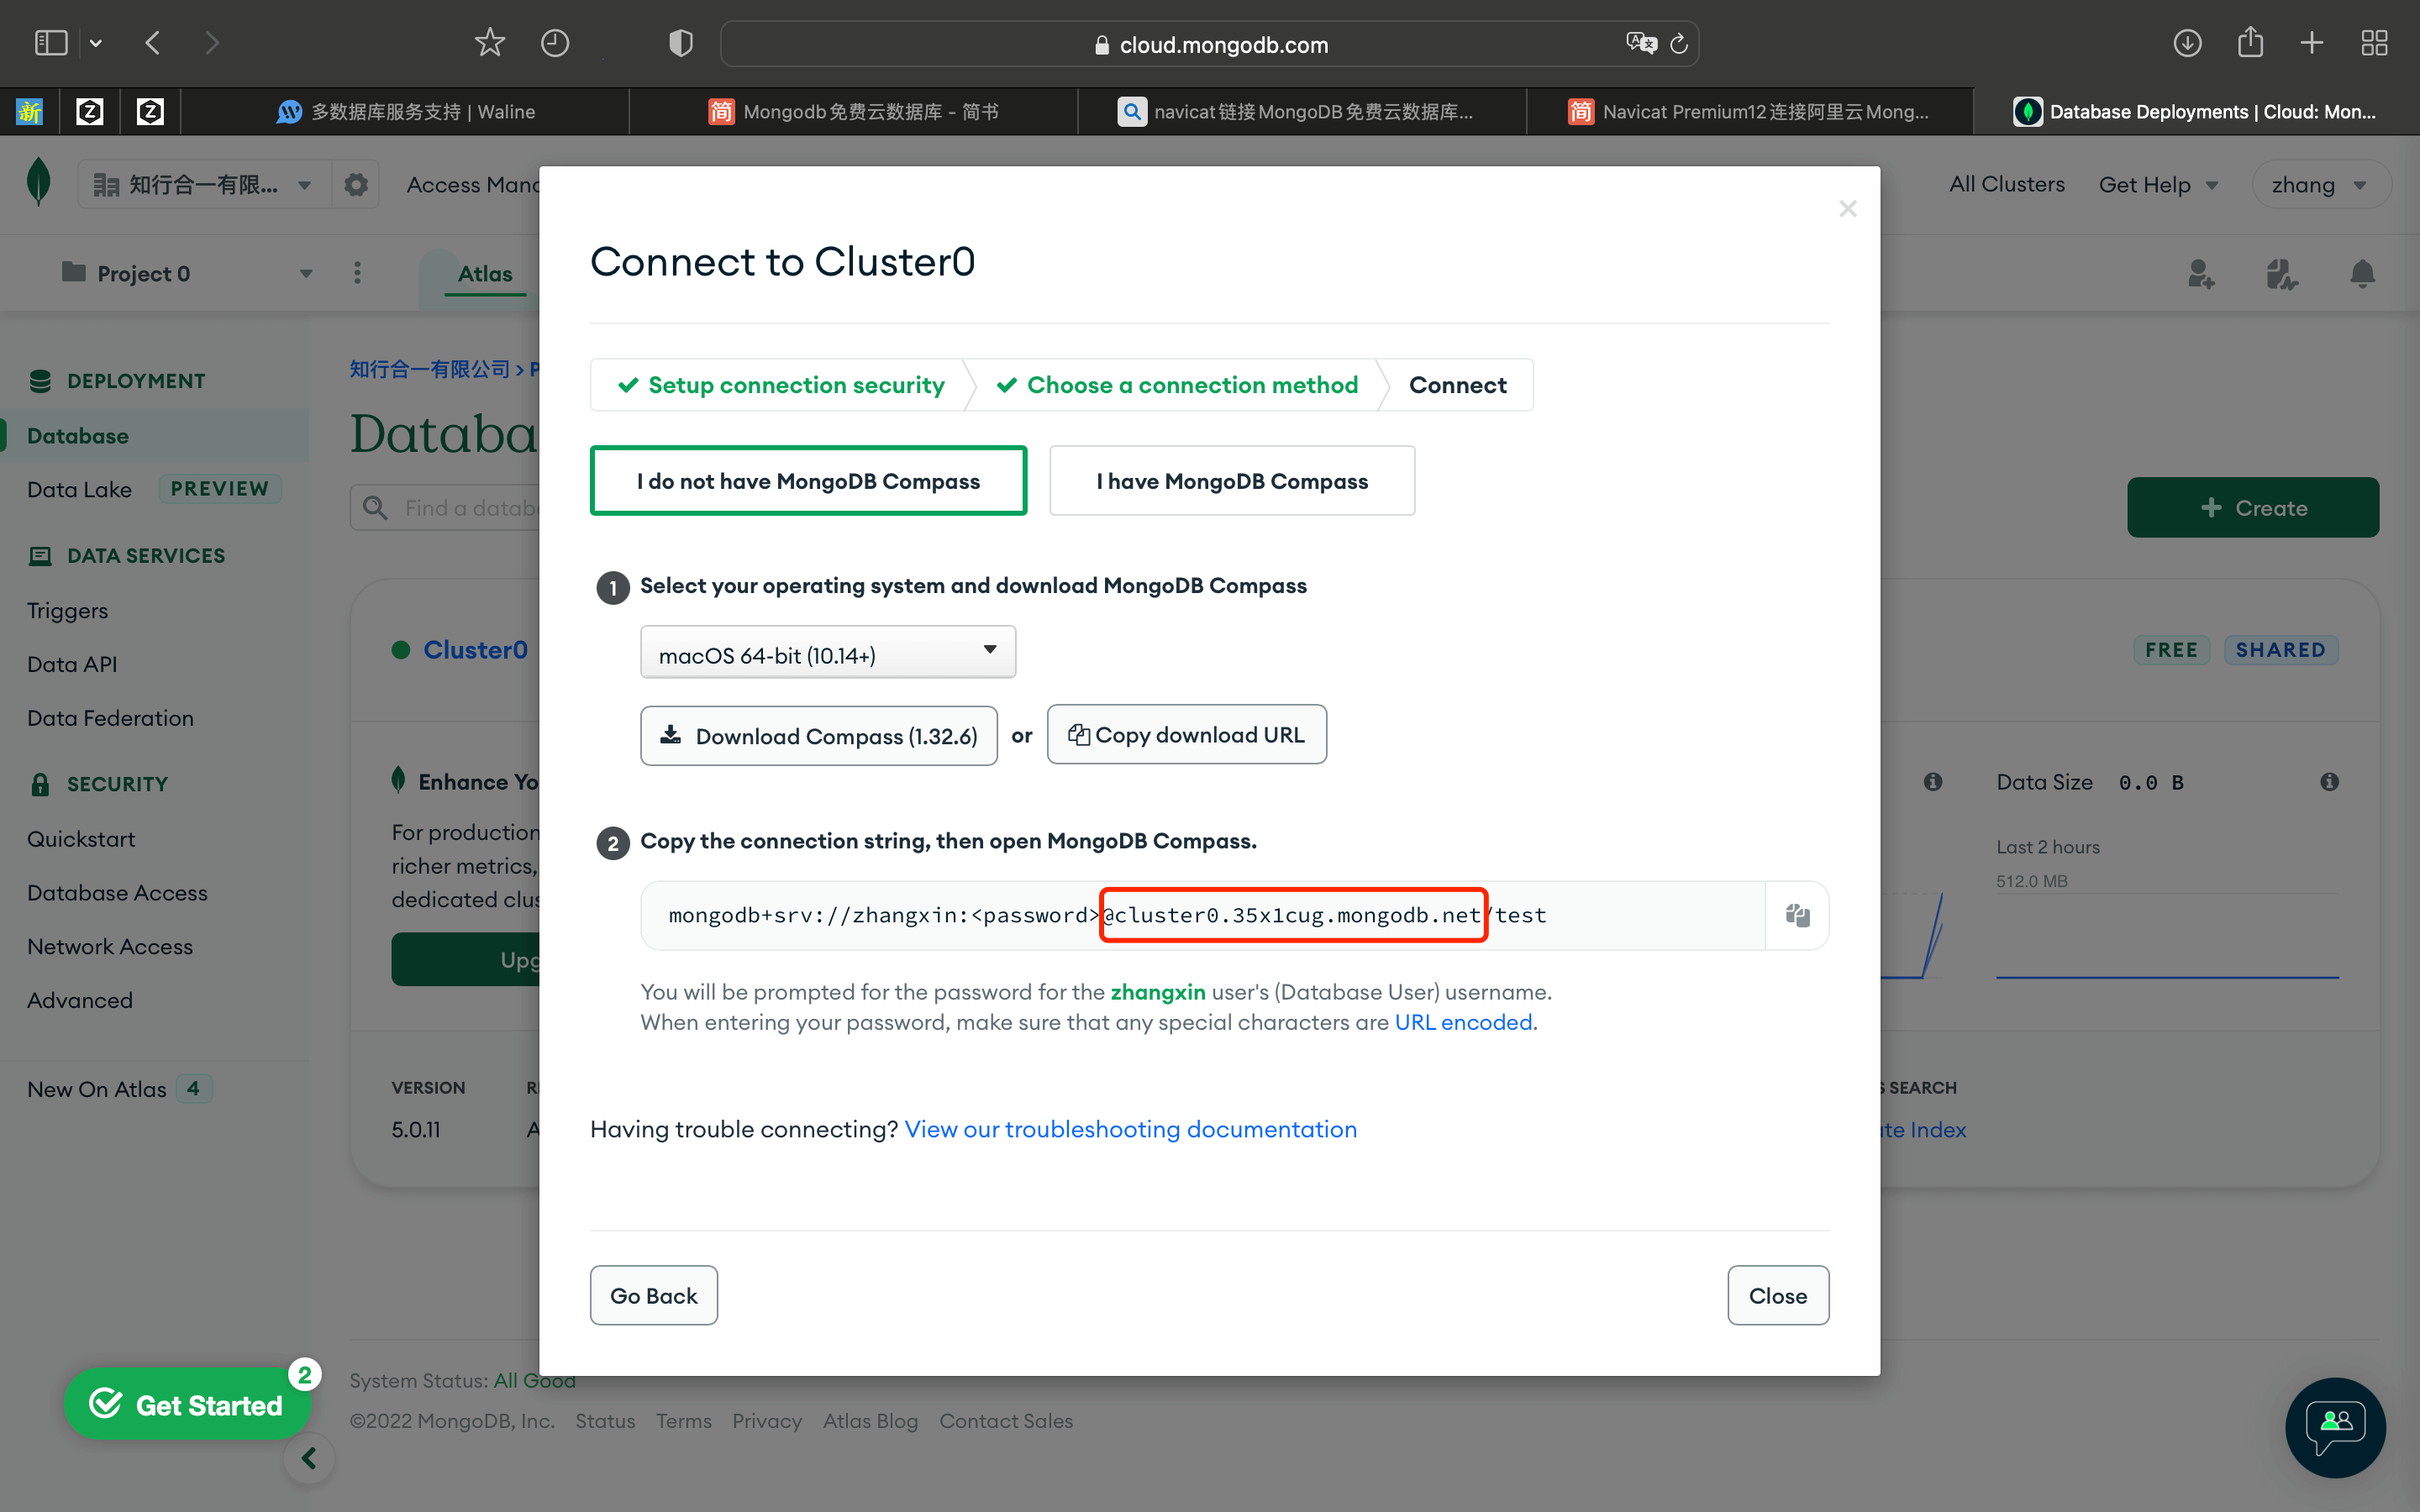 cloud.mongodb.com
新
多数据库服务支持 | Waline
简 Mongodb免费云数据库 - 简书
navicat链接MongoDB免费云数据库...
简 Navicat Premium12连接阿里云Mong...
Database Deployments | Cloud: Mon...
知行合一有限...
Access Mana
All Clusters
Get Help
zhang
Project 0
Atlas
DEPLOYMENT
Database
Data Lake PREVIEW
DATA SERVICES
Triggers
Data API
Data Federation
SECURITY
Quickstart
Database Access
Network Access
Advanced
New On Atlas 4
Get Started 2
知行合一有限公司 > P
Databa
Find a databa
Create
Cluster0
FREE SHARED
Enhance Yo
For production
richer metrics,
dedicated clus
Upg
Data Size 0.0 B
Last 2 hours
512.0 MB
VERSION
5.0.11
S SEARCH
ate Index
Connect to Cluster0
Setup connection security
Choose a connection method
Connect
I do not have MongoDB Compass
I have MongoDB Compass
1 Select your operating system and download MongoDB Compass
macOS 64-bit (10.14+)
Download Compass (1.32.6) or Copy download URL
2 Copy the connection string, then open MongoDB Compass.
mongodb+srv://zhangxin:<password>@cluster0.35x1cug.mongodb.net/test
You will be prompted for the password for the zhangxin user's (Database User) username.
When entering your password, make sure that any special characters are URL encoded.
Having trouble connecting? View our troubleshooting documentation
Go Back
Close
System Status: All Good
©2022 MongoDB, Inc. Status Terms Privacy Atlas Blog Contact Sales